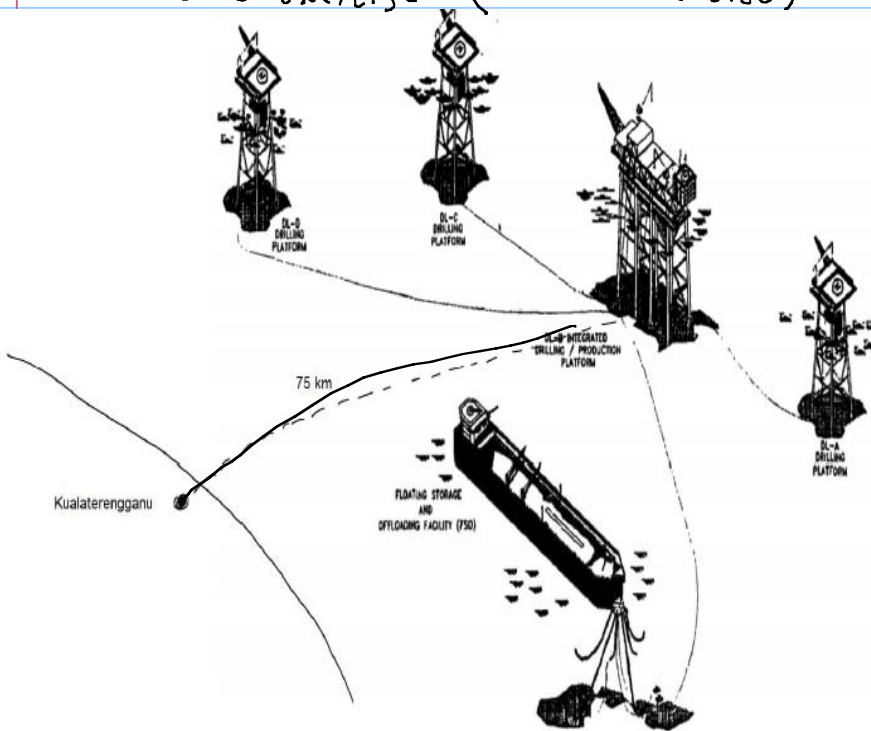 DL-D
DRILLING
PLATFORM
DL-C
DRILLING
PLATFORM
DL-B INTEGRATED
DRILLING / PRODUCTION
PLATFORM
75 km
DL-A
DRILLING
PLATFORM
Kualaterengganu
FLOATING STORAGE
AND
OFFLOADING FACILITY (FSO)